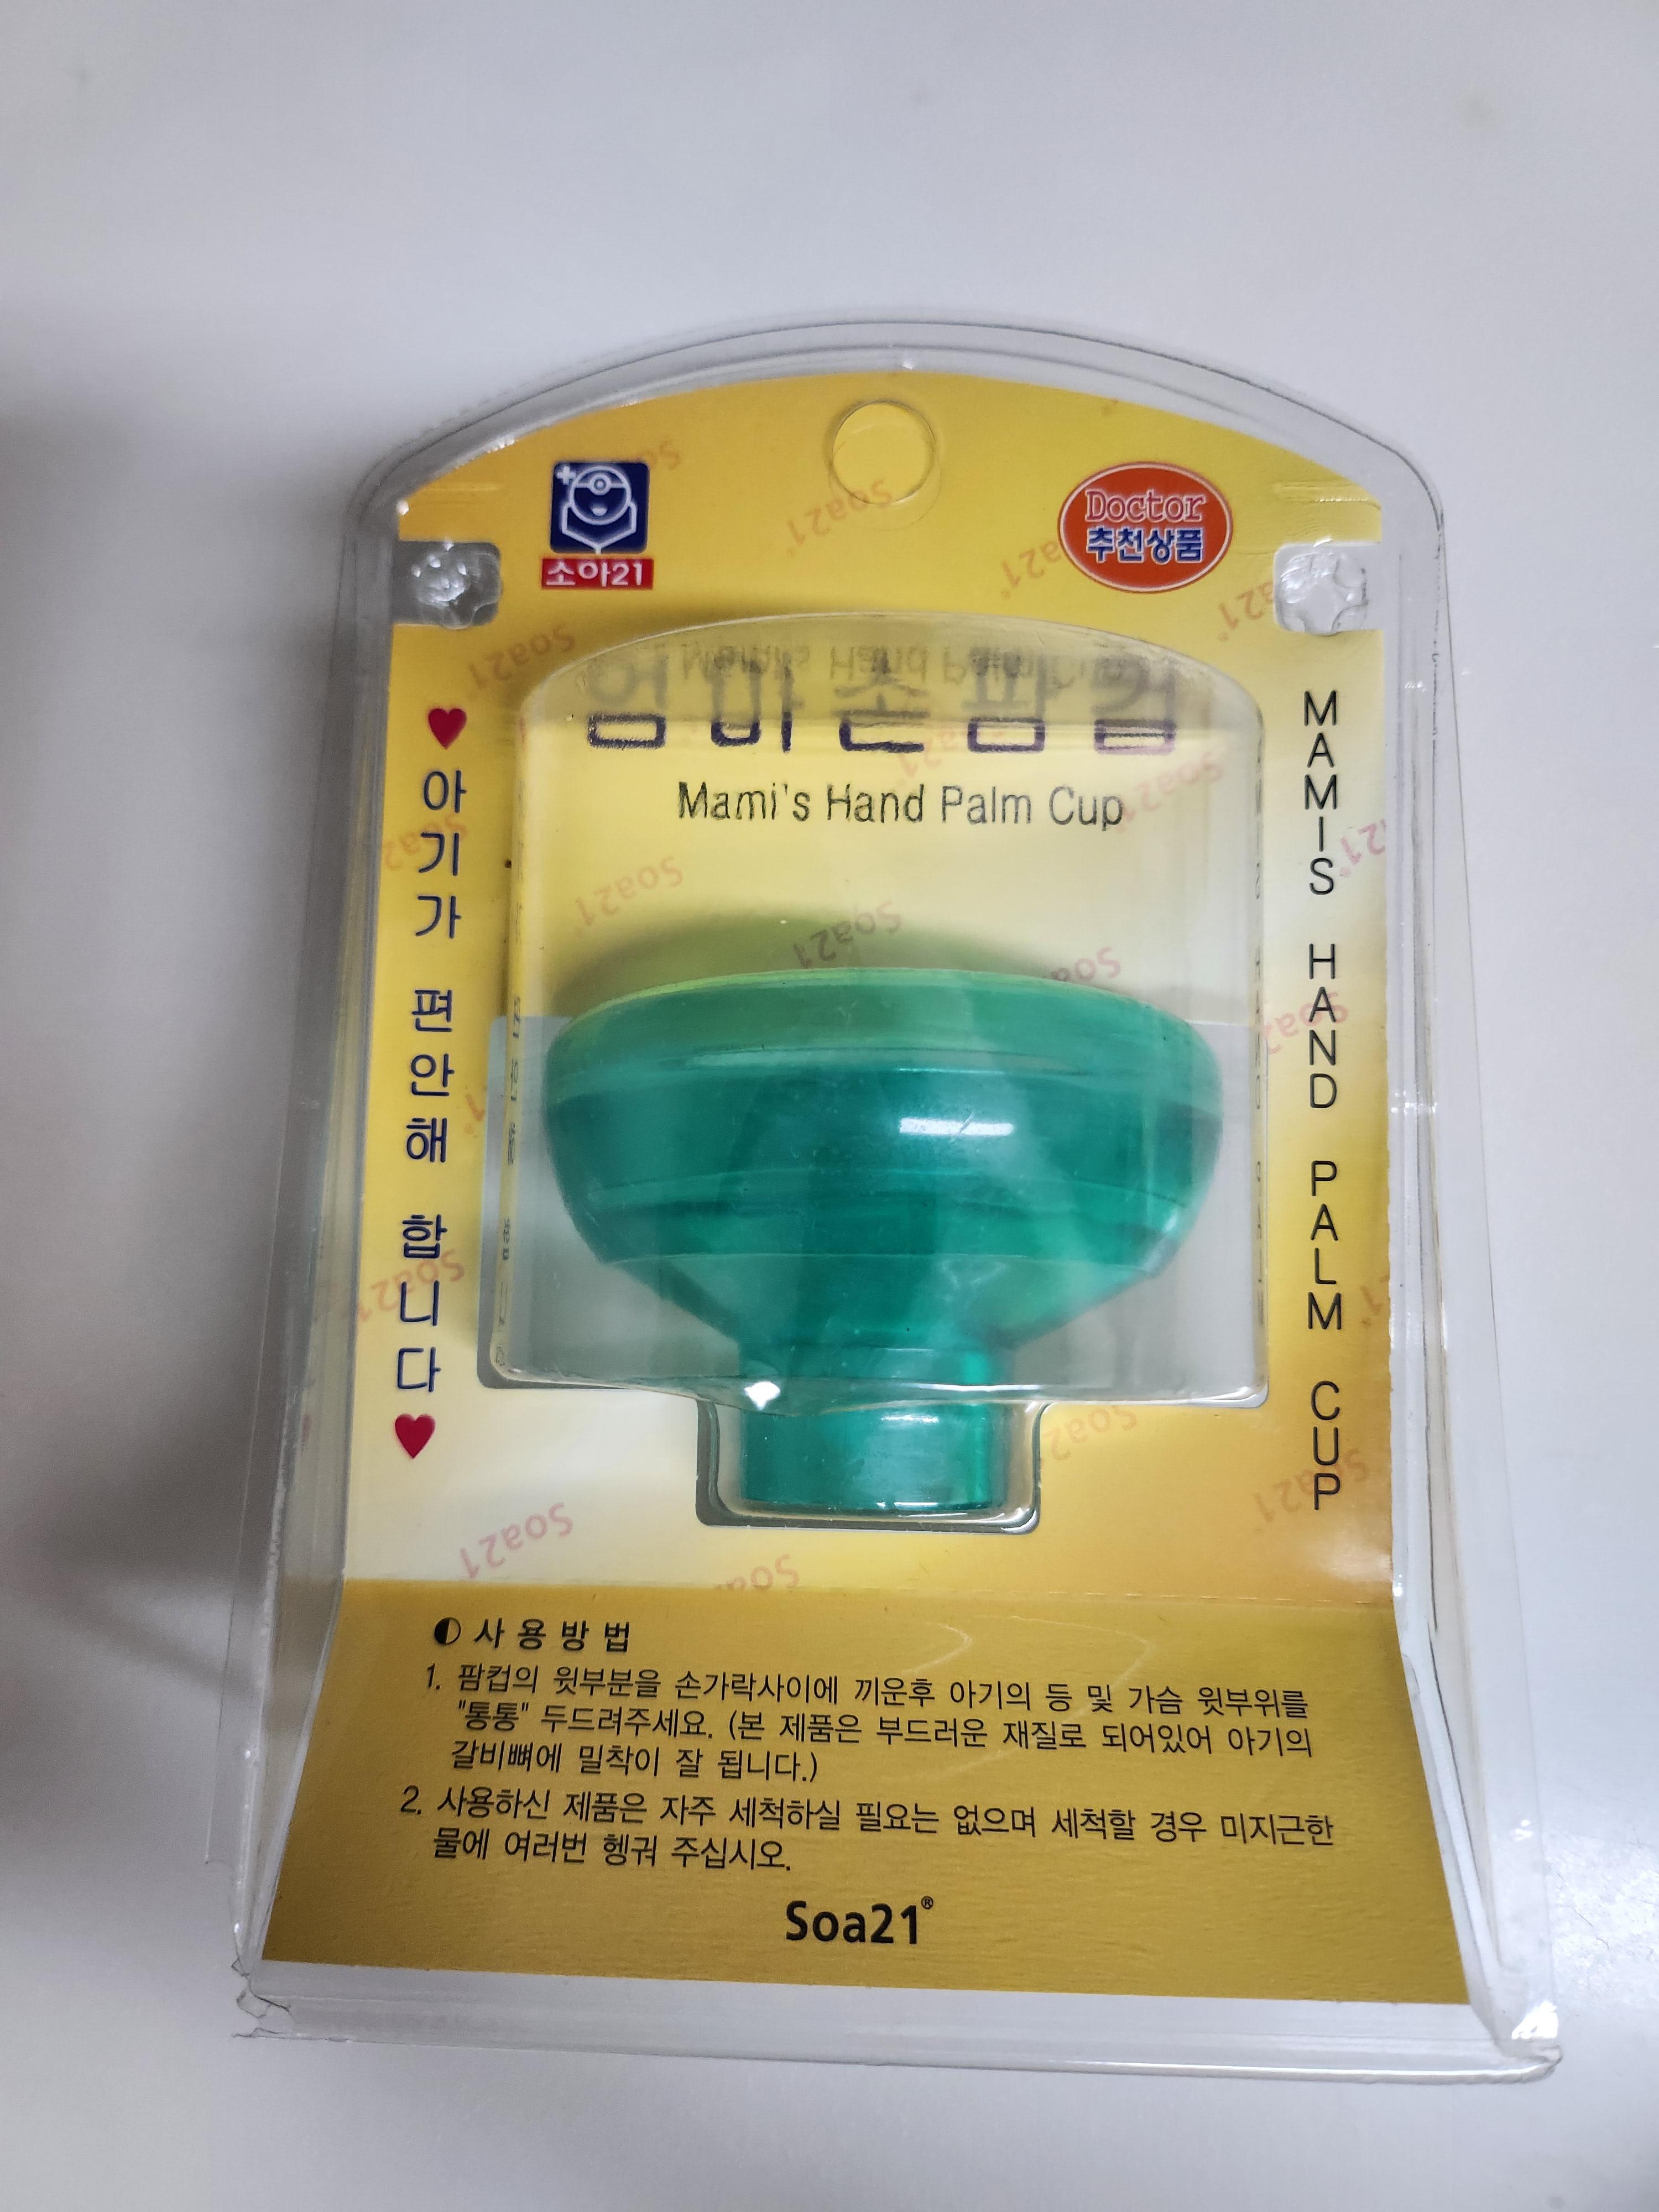 소아21
Doctor
추천상품
엄마손팜컵
Mami's Hand Palm Cup
♥아기가 편안해 합니다♥
MAMI'S HAND PALM CUP
◐ 사용방법
1. 팜컵의 윗부분을 손가락사이에 끼운후 아기의 등 및 가슴 윗부위를
"통통" 두드려주세요. (본 제품은 부드러운 재질로 되어있어 아기의
갈비뼈에 밀착이 잘 됩니다.)
2. 사용하신 제품은 자주 세척하실 필요는 없으며 세척할 경우 미지근한
물에 여러번 헹궈 주십시오.
Soa21®